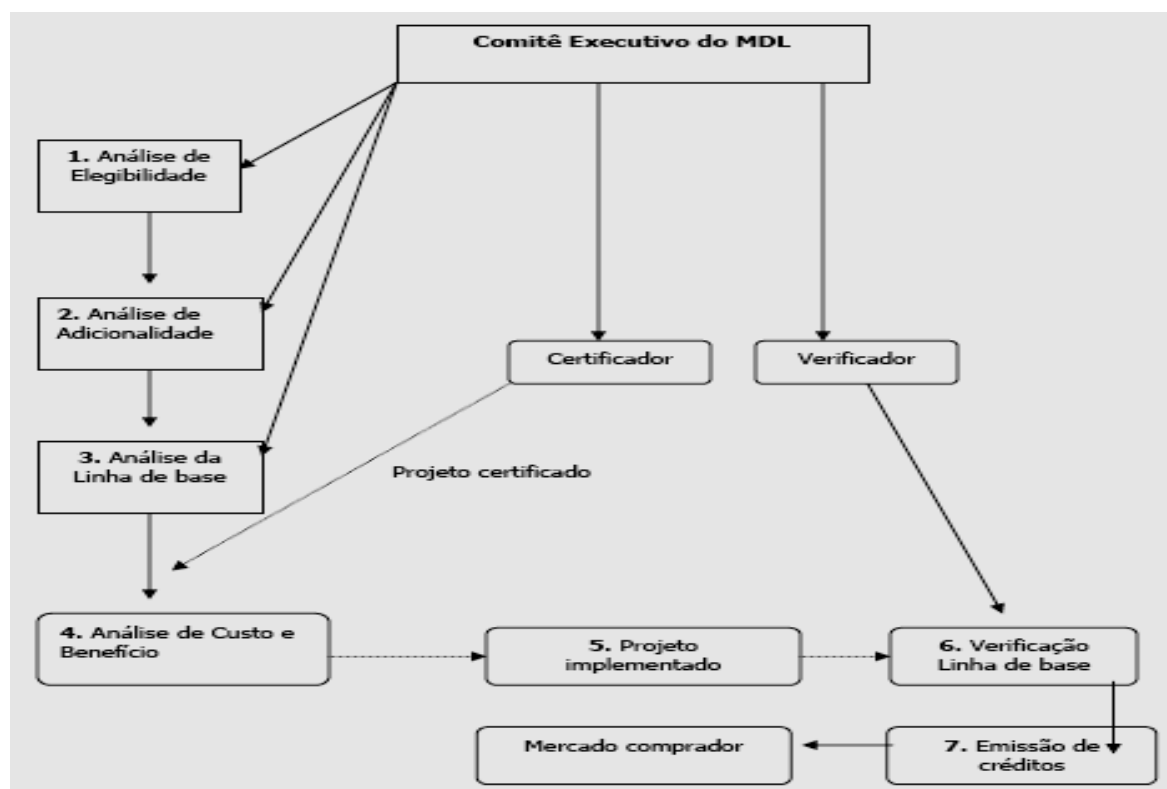 Comitê Executivo do MDL
1. Análise de
Elegibilidade
2. Análise de
Adicionalidade
Certificador
Verificador
3. Análise da
Linha de base
Projeto certificado
4. Análise de Custo e
Benefício
5. Projeto
implementado
6. Verificação
Linha de base
Mercado comprador
7. Emissão de
créditos